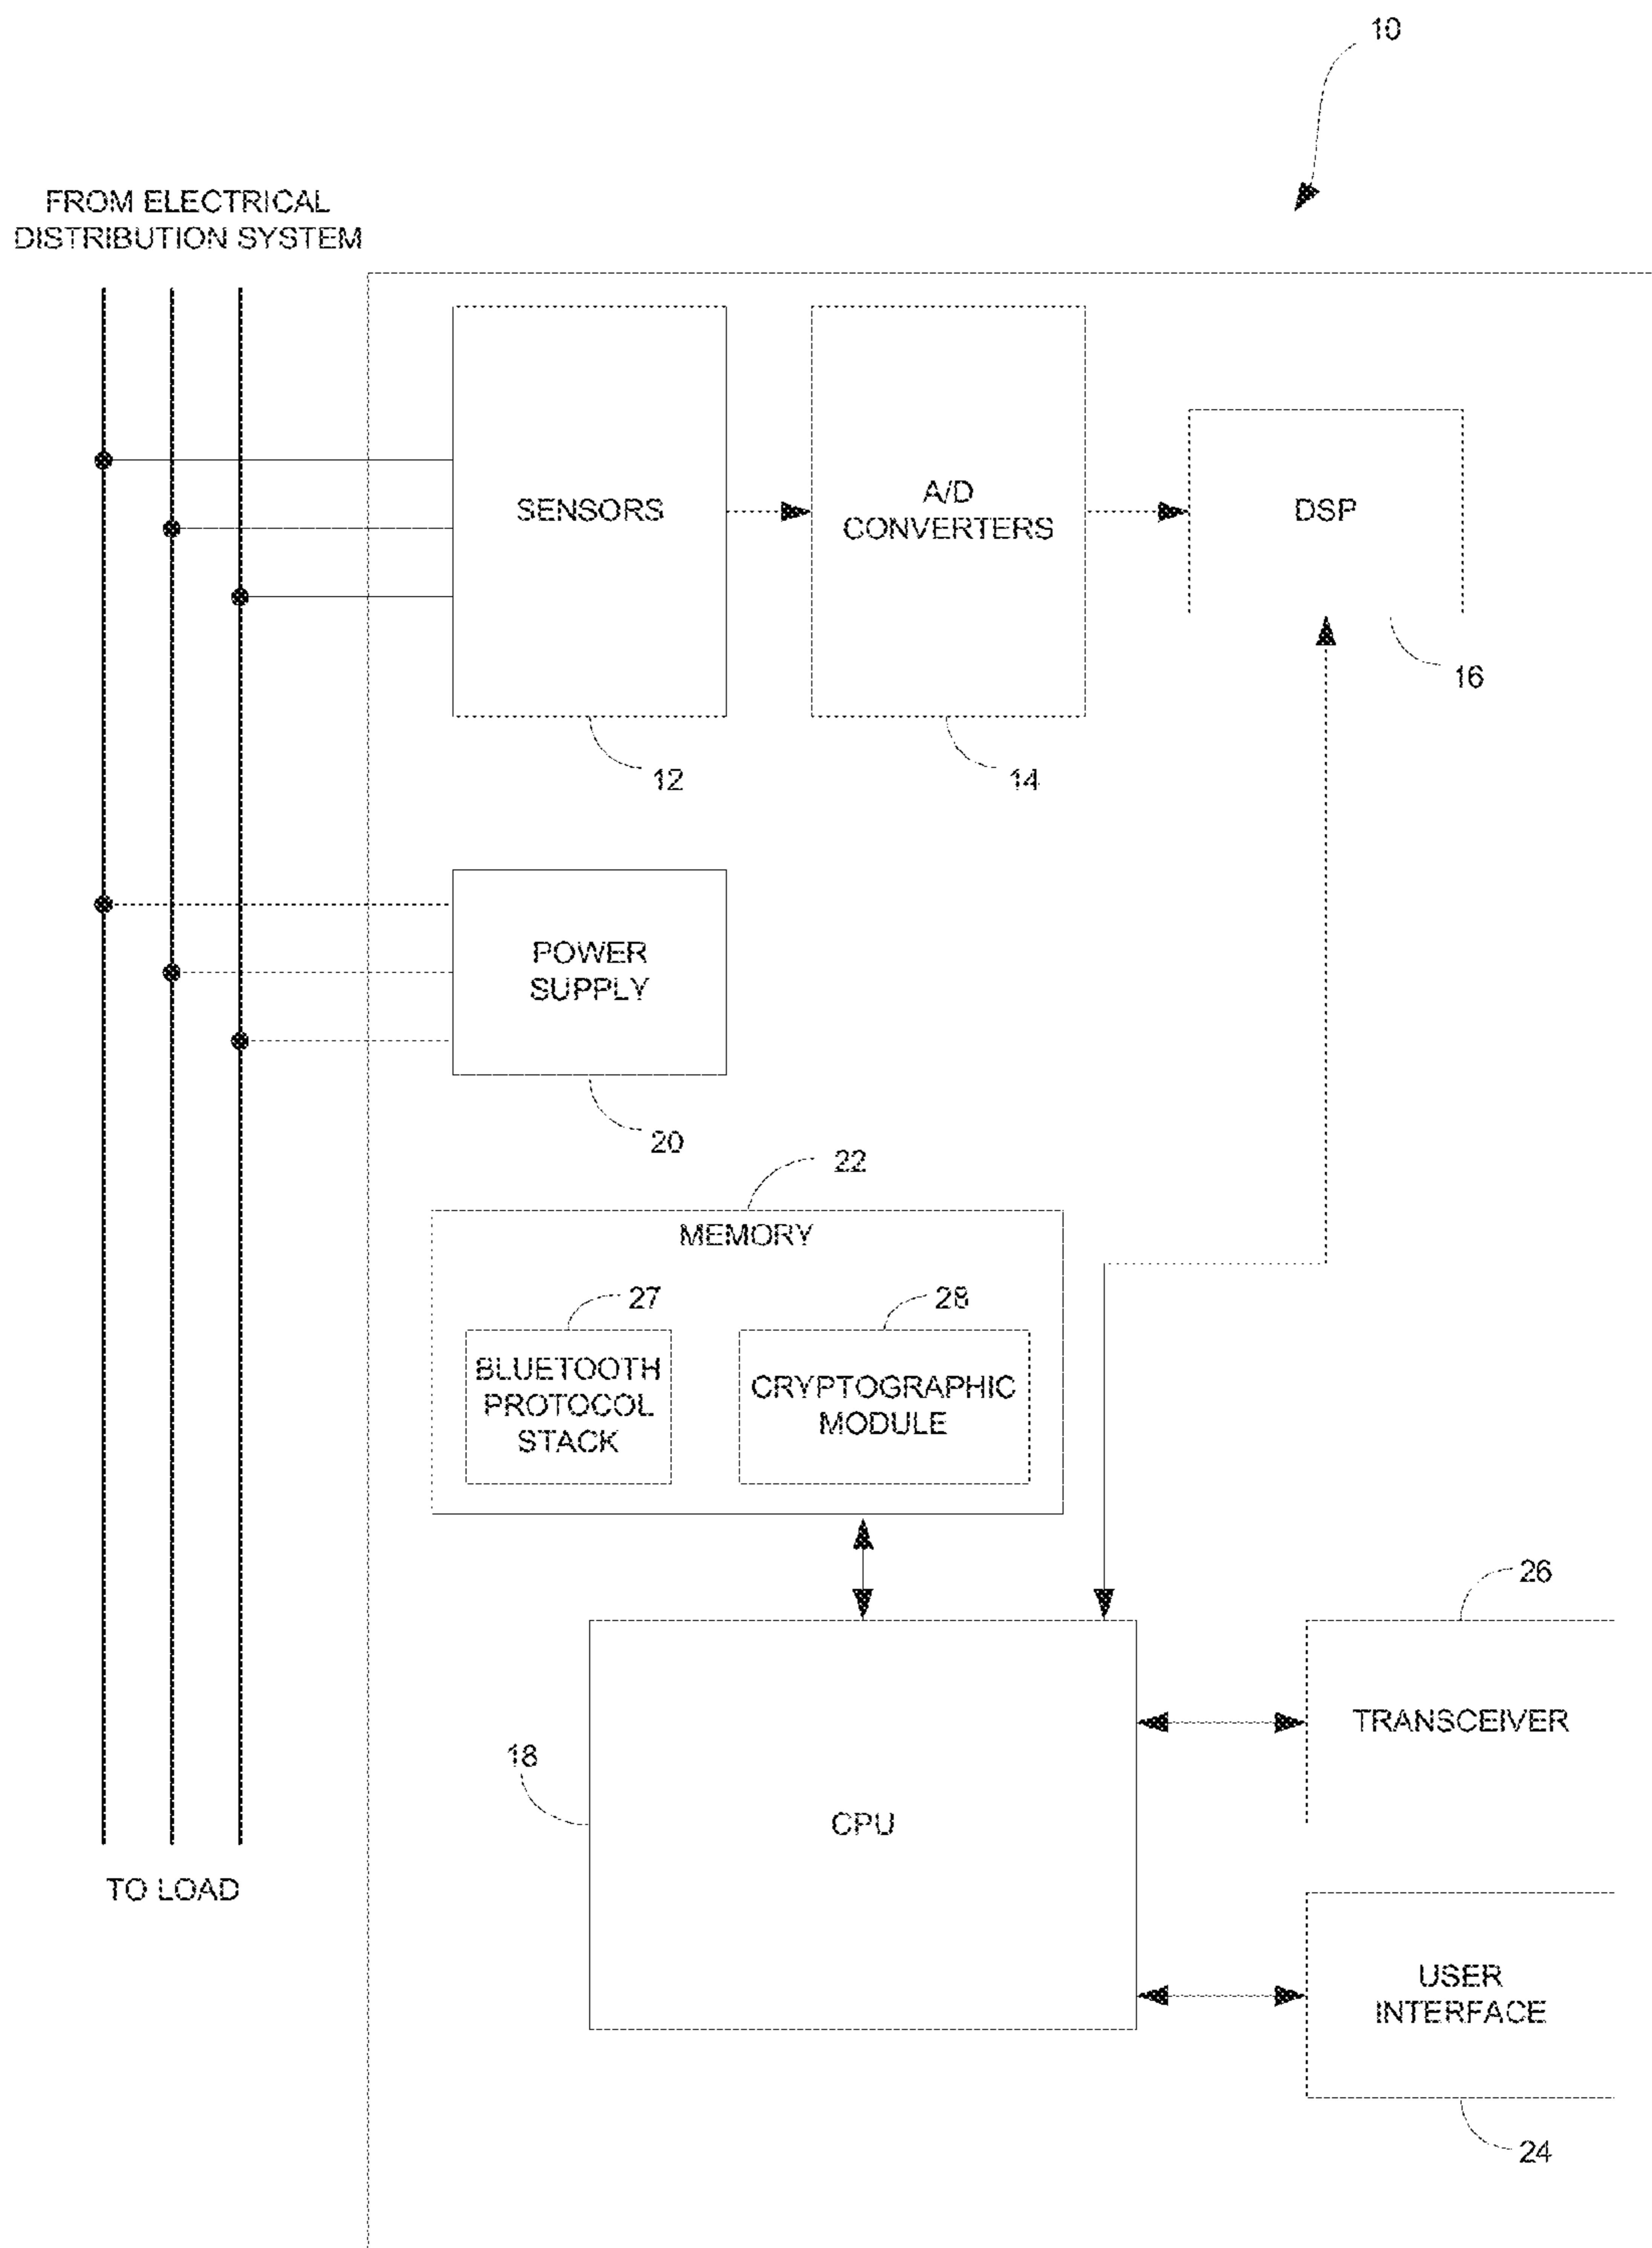 10
FROM ELECTRICAL
DISTRIBUTION SYSTEM
SENSORS
A/D
CONVERTERS
DSP
16
12
14
POWER
SUPPLY
20
22
MEMORY
27
28
BLUETOOTH
PROTOCOL
STACK
CRYPTOGRAPHIC
MODULE
26
TRANSCEIVER
18
CPU
TO LOAD
USER
INTERFACE
24